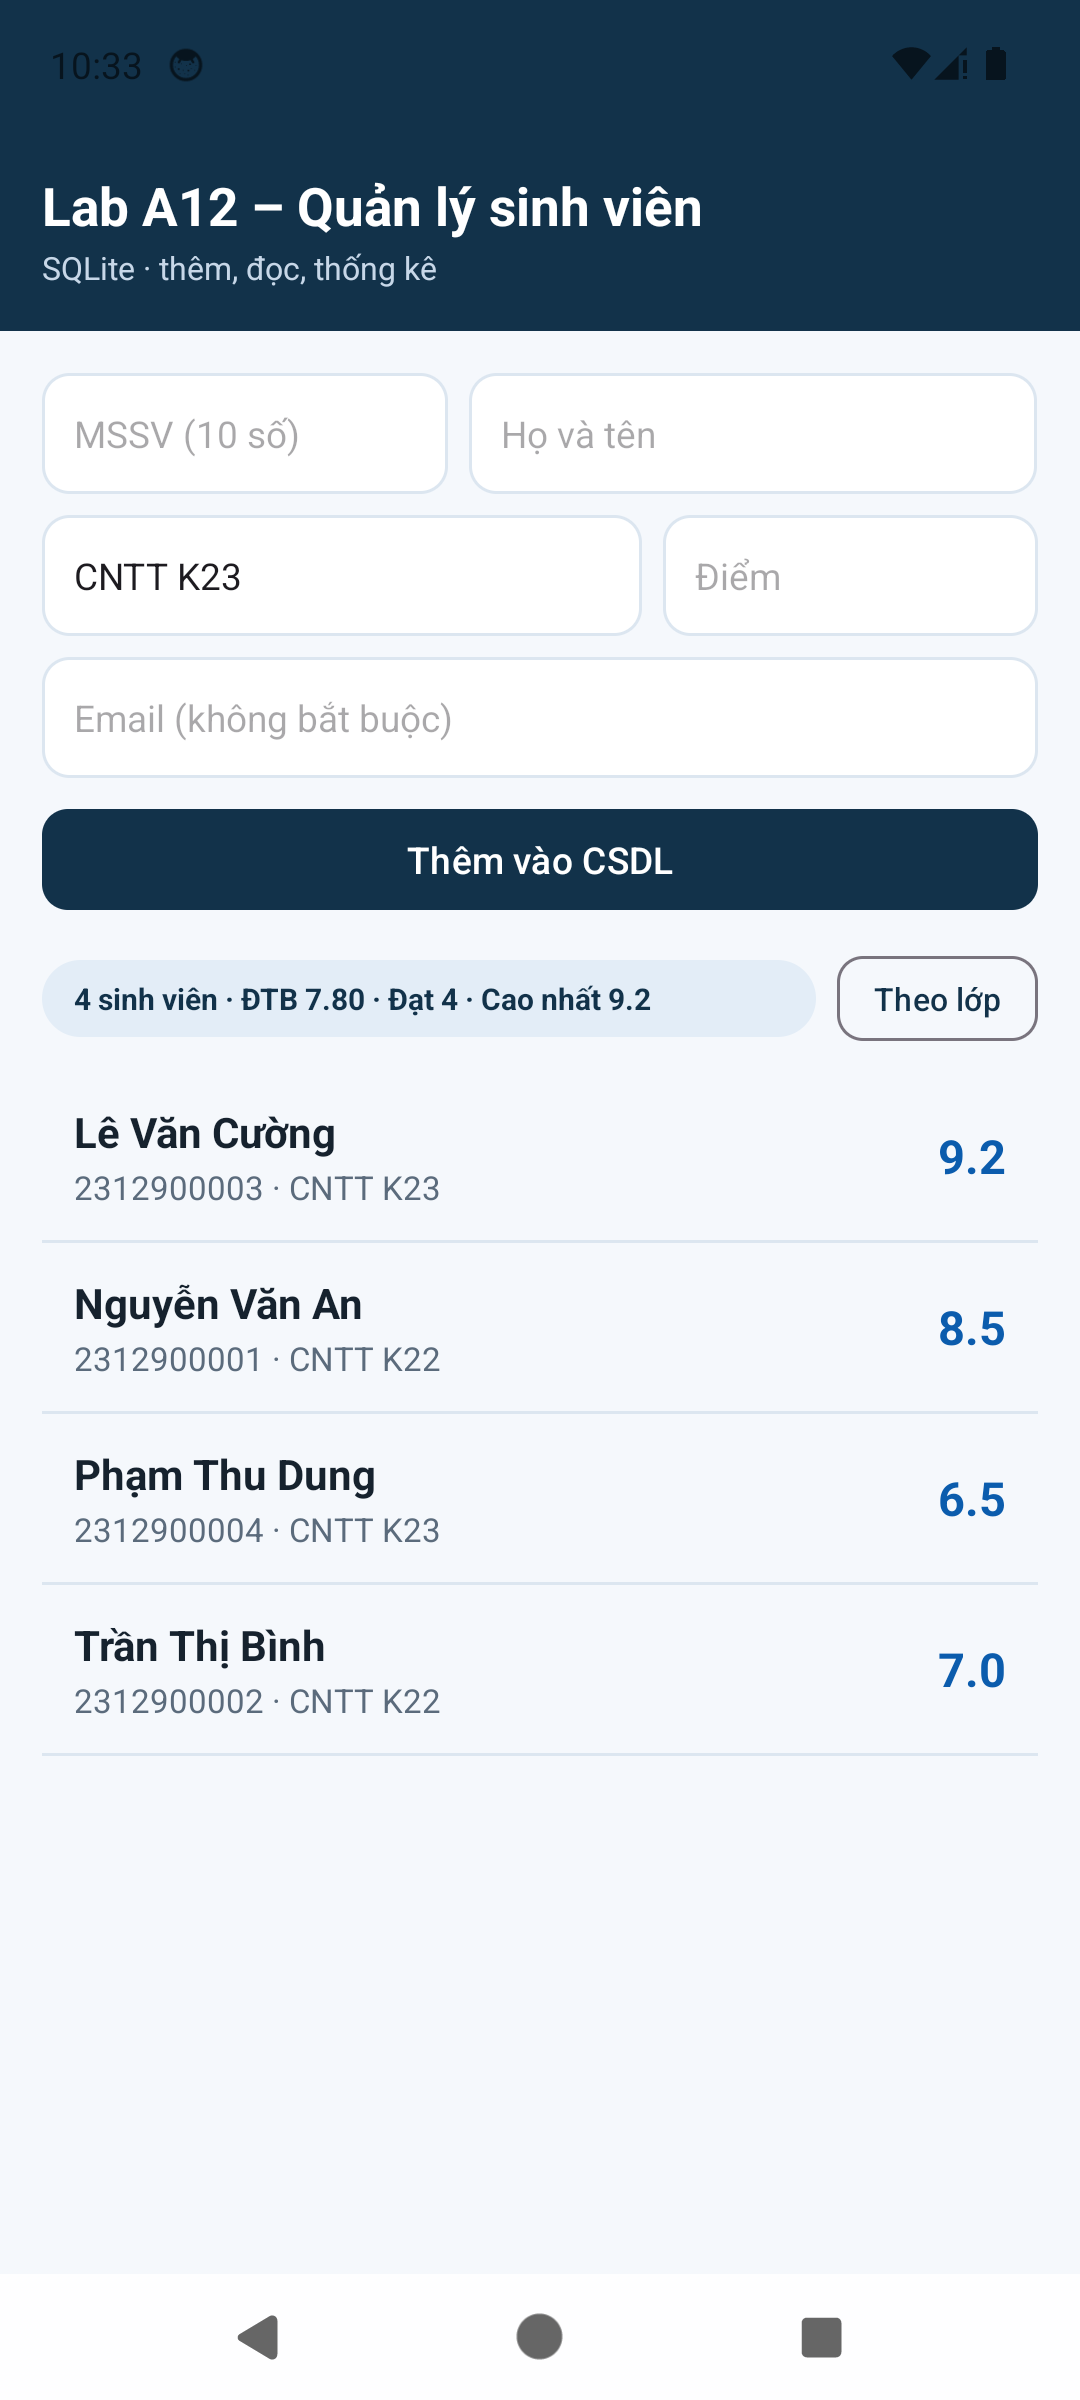 10:33
Lab A12 – Quản lý sinh viên
SQLite · thêm, đọc, thống kê
MSSV (10 số)
Họ và tên
CNTT K23
Điểm
Email (không bắt buộc)
Thêm vào CSDL
4 sinh viên · ĐTB 7.80 · Đạt 4 · Cao nhất 9.2
Theo lớp
Lê Văn Cường
2312900003 · CNTT K23
9.2
Nguyễn Văn An
2312900001 · CNTT K22
8.5
Phạm Thu Dung
2312900004 · CNTT K23
6.5
Trần Thị Bình
2312900002 · CNTT K22
7.0